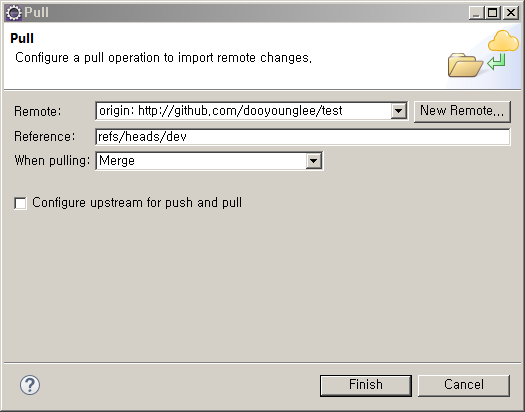 Pull
Pull
Configure a pull operation to import remote changes.
Remote: origin: http://github.com/dooyounglee/test New Remote...
Reference: refs/heads/dev
When pulling: Merge
Configure upstream for push and pull
? Finish Cancel